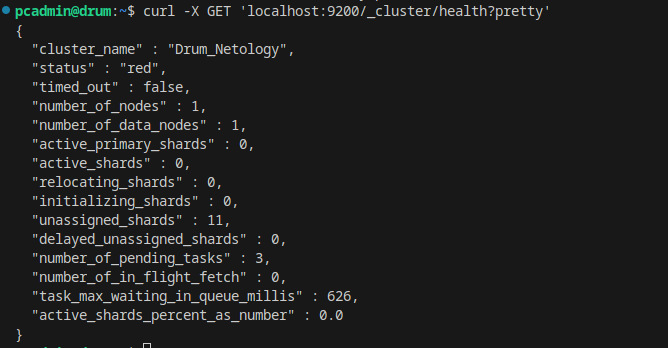 pcadmin@drum:~$ curl -X GET 'localhost:9200/_cluster/health?pretty'
{
  "cluster_name" : "Drum_Netology",
  "status" : "red",
  "timed_out" : false,
  "number_of_nodes" : 1,
  "number_of_data_nodes" : 1,
  "active_primary_shards" : 0,
  "active_shards" : 0,
  "relocating_shards" : 0,
  "initializing_shards" : 0,
  "unassigned_shards" : 11,
  "delayed_unassigned_shards" : 0,
  "number_of_pending_tasks" : 3,
  "number_of_in_flight_fetch" : 0,
  "task_max_waiting_in_queue_millis" : 626,
  "active_shards_percent_as_number" : 0.0
}